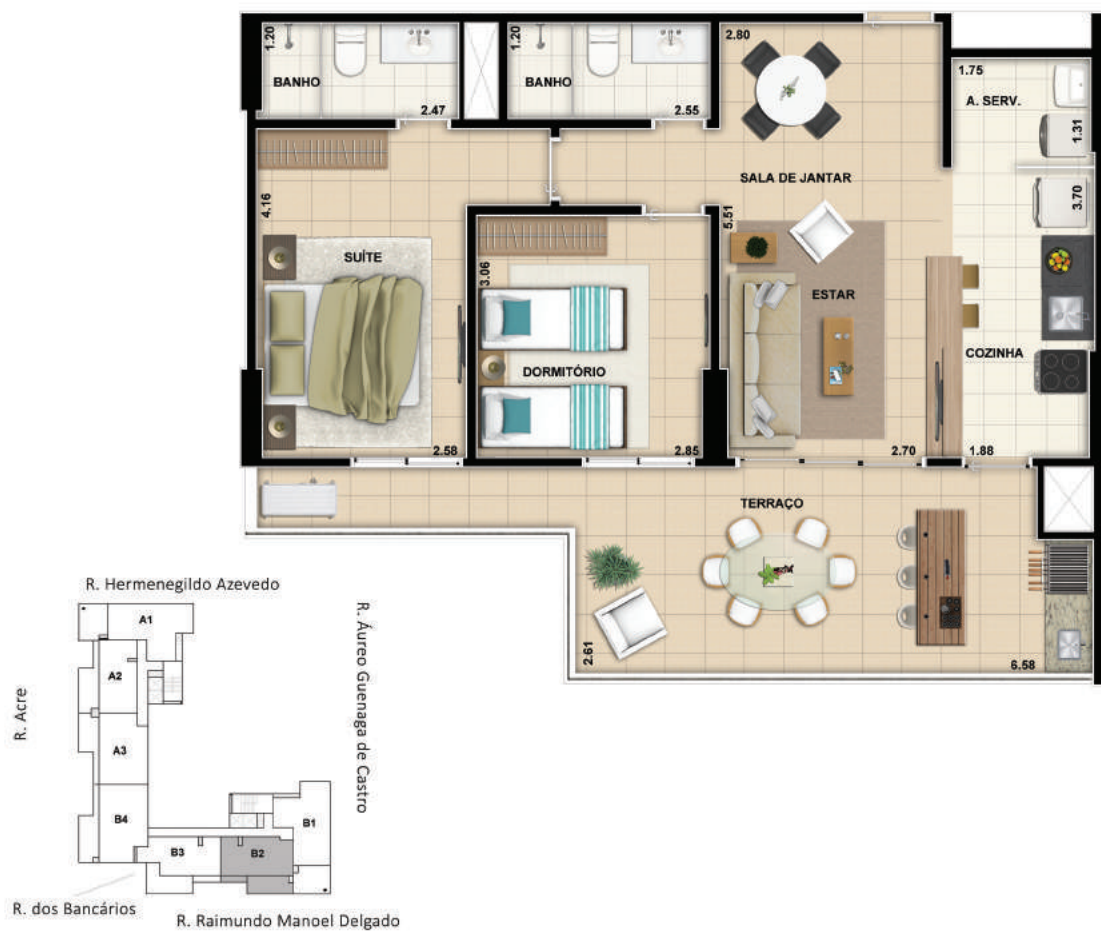 1.20
BANHO
2.47
1.20
BANHO
2.55
2.80
1.75
A. SERV.
1.31
3.70
SALA DE JANTAR
5.51
4.16
SUÍTE
3.06
DORMITÓRIO
ESTAR
COZINHA
2.58
2.85
2.70
1.88
TERRAÇO
2.61
6.58
R. Hermenegildo Azevedo
R. Áureo Guenaga de Castro
R. Acre
A1
A2
A3
B4
B3
B2
B1
R. dos Bancários
R. Raimundo Manoel Delgado